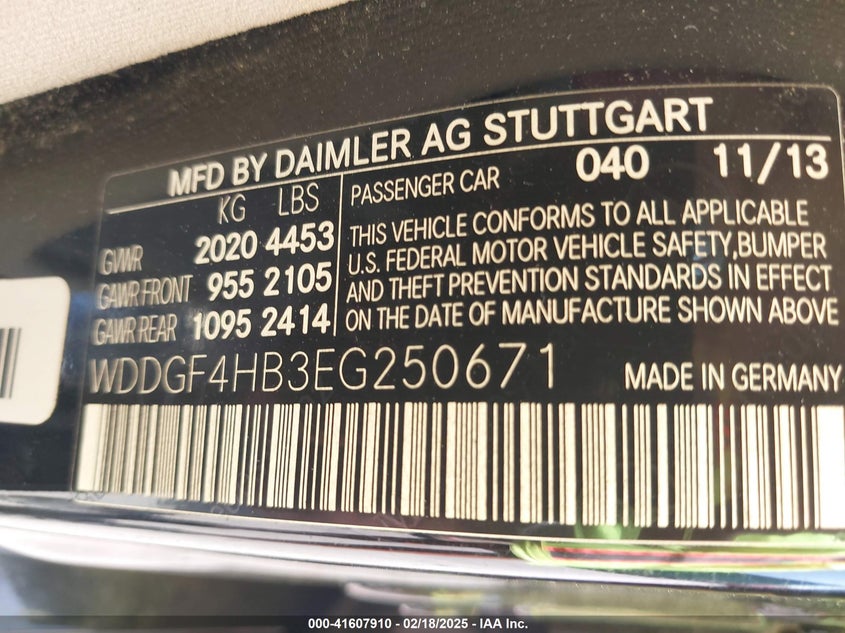 MFD BY DAIMLER AG STUTTGART
KG LBS
GVWR 2020 4453
GAWR FRONT 955 2105
GAWR REAR 1095 2414
PASSENGER CAR 040 11/13
THIS VEHICLE CONFORMS TO ALL APPLICABLE
U.S. FEDERAL MOTOR VEHICLE SAFETY,BUMPER
AND THEFT PREVENTION STANDARDS IN EFFECT
ON THE DATE OF MANUFACTURE SHOWN ABOVE
WDDGF4HB3EG250671 MADE IN GERMANY
000-41607910 - 02/18/2025 - IAA Inc.